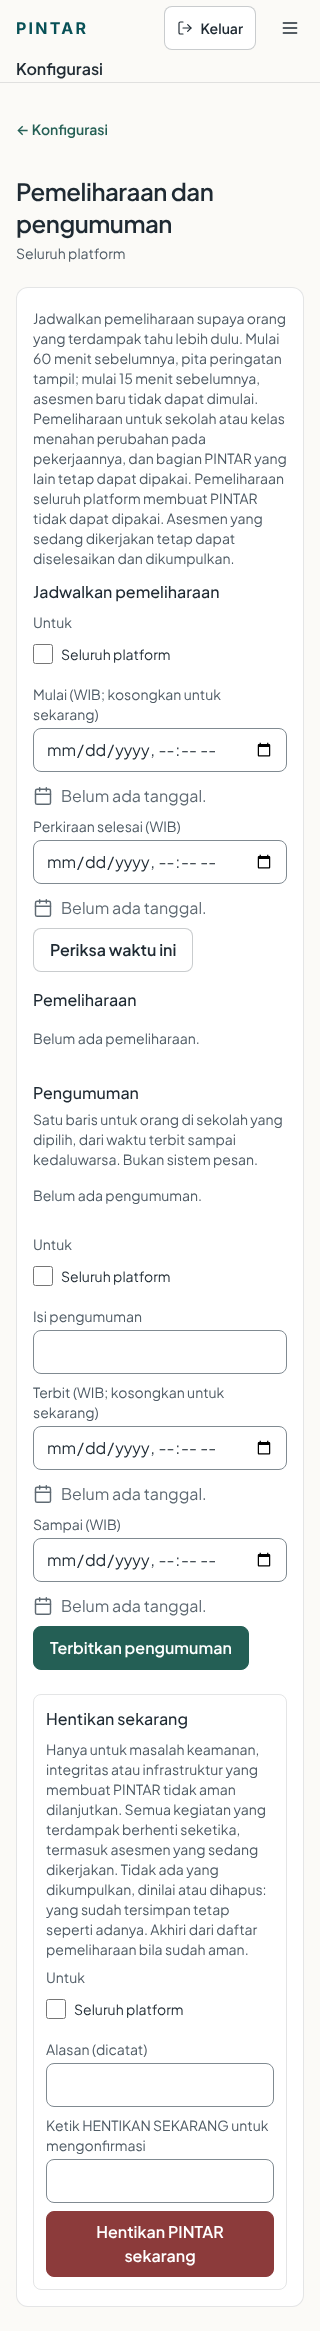 PINTAR
Keluar
Konfigurasi
← Konfigurasi
Pemeliharaan dan
pengumuman
Seluruh platform
Jadwalkan pemeliharaan supaya orang
yang terdampak tahu lebih dulu. Mulai
60 menit sebelumnya, pita peringatan
tampil; mulai 15 menit sebelumnya,
asesmen baru tidak dapat dimulai.
Pemeliharaan untuk sekolah atau kelas
menahan perubahan pada
pekerjaannya, dan bagian PINTAR yang
lain tetap dapat dipakai. Pemeliharaan
seluruh platform membuat PINTAR
tidak dapat dipakai. Asesmen yang
sedang dikerjakan tetap dapat
diselesaikan dan dikumpulkan.
Jadwalkan pemeliharaan
Untuk
Seluruh platform
Mulai (WIB; kosongkan untuk
sekarang)
mm/dd/yyyy, --:-- --
Belum ada tanggal.
Perkiraan selesai (WIB)
mm/dd/yyyy, --:-- --
Belum ada tanggal.
Periksa waktu ini
Pemeliharaan
Belum ada pemeliharaan.
Pengumuman
Satu baris untuk orang di sekolah yang
dipilih, dari waktu terbit sampai
kedaluwarsa. Bukan sistem pesan.
Belum ada pengumuman.
Untuk
Seluruh platform
Isi pengumuman
Terbit (WIB; kosongkan untuk
sekarang)
mm/dd/yyyy, --:-- --
Belum ada tanggal.
Sampai (WIB)
mm/dd/yyyy, --:-- --
Belum ada tanggal.
Terbitkan pengumuman
Hentikan sekarang
Hanya untuk masalah keamanan,
integritas atau infrastruktur yang
membuat PINTAR tidak aman
dilanjutkan. Semua kegiatan yang
terdampak berhenti seketika,
termasuk asesmen yang sedang
dikerjakan. Tidak ada yang
dikumpulkan, dinilai atau dihapus:
yang sudah tersimpan tetap
seperti adanya. Akhiri dari daftar
pemeliharaan bila sudah aman.
Untuk
Seluruh platform
Alasan (dicatat)
Ketik HENTIKAN SEKARANG untuk
mengonfirmasi
Hentikan PINTAR
sekarang